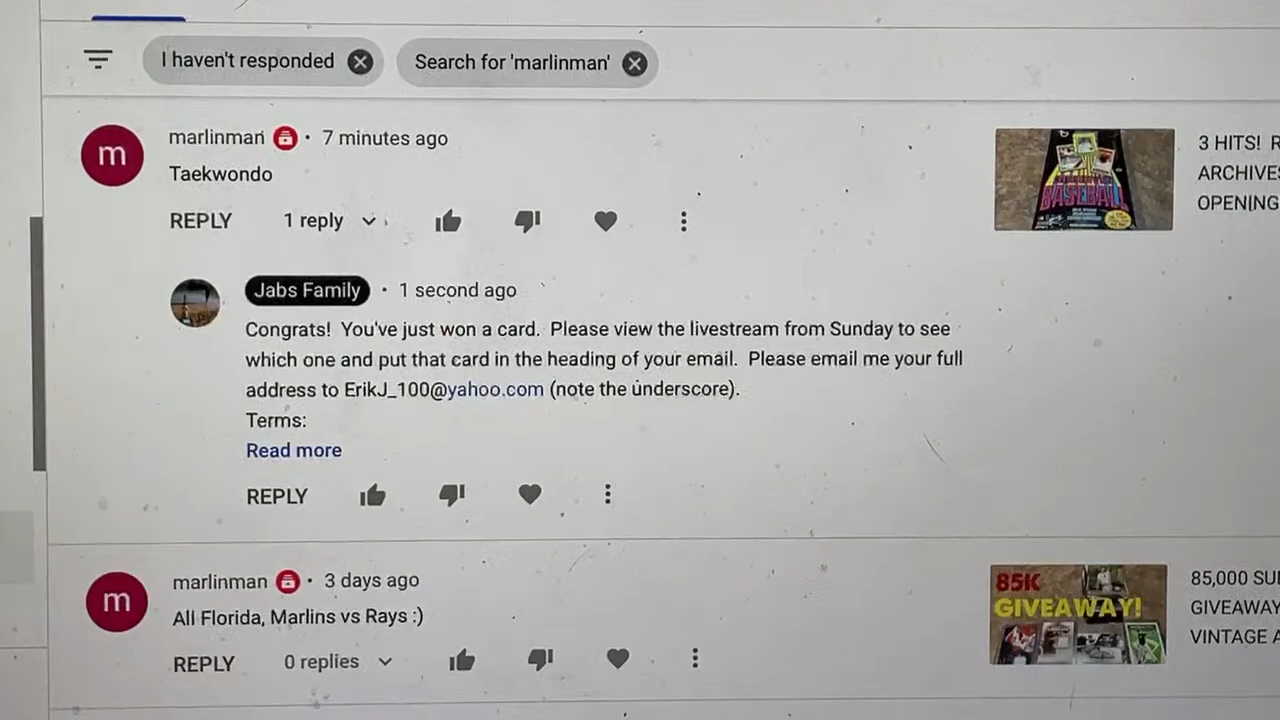 I haven't responded
Search for 'marlinman'
m
marlinman • 7 minutes ago
Taekwondo
REPLY 1 reply
BASEBALL
3 HITS! R
ARCHIVES
OPENING
Jabs Family • 1 second ago
Congrats! You've just won a card. Please view the livestream from Sunday to see
which one and put that card in the heading of your email. Please email me your full
address to ErikJ_100@yahoo.com (note the underscore).
Terms:
Read more
REPLY
m
marlinman • 3 days ago
All Florida, Marlins vs Rays :)
REPLY 0 replies
85K
GIVEAWAY!
85,000 SU
GIVEAWAY
VINTAGE A